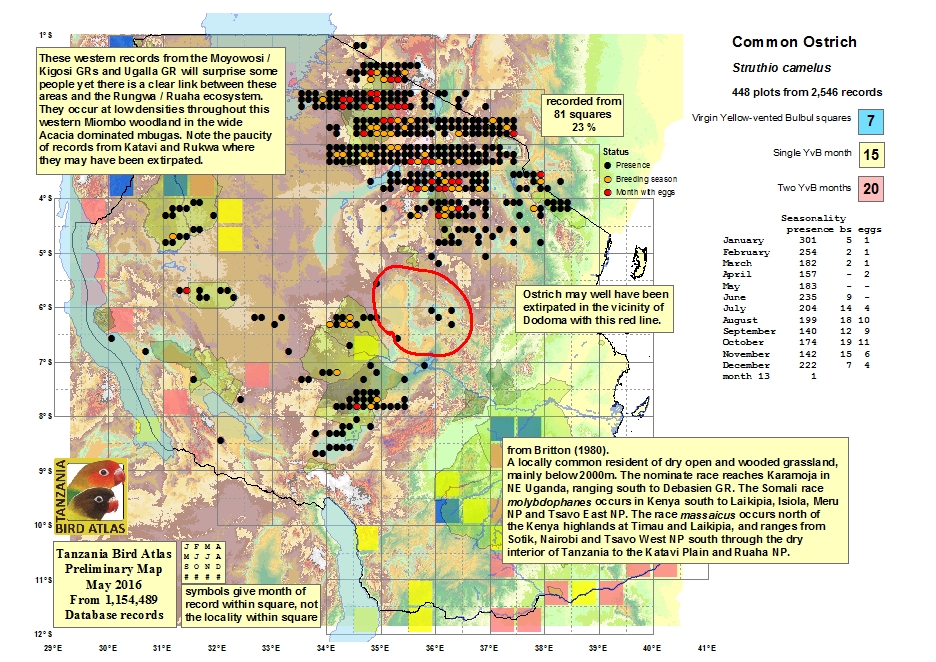 Common Ostrich
Struthio camelus
448 plots from 2,546 records
Virgin Yellow-vented Bulbul squares 7
Single YvB month 15
Two YvB months 20
Seasonality
presence bs eggs
January 301 5 1
February 254 2 1
March 182 2 1
April 157 - 2
May 183 - -
June 235 9 -
July 204 14 4
August 199 18 10
September 140 12 9
October 174 19 11
November 142 15 6
December 222 7 4
month 13 1
These western records from the Moyowosi /
Kigosi GRs and Ugalla GR will surprise some
people yet there is a clear link between these
areas and the Rungwa / Ruaha ecosystem.
They occur at low densities throughout this
western Miombo woodland in the wide
Acacia dominated mbugas. Note the paucity
of records from Katavi and Rukwa where
they may have been extirpated.
recorded from
81 squares
23 %
Status
Presence
Breeding season
Month with eggs
Ostrich may well have been
extirpated in the vicinity of
Dodoma with this red line.
from Britton (1980).
A locally common resident of dry open and wooded grassland,
mainly below 2000m. The nominate race reaches Karamoja in
NE Uganda, ranging south to Debasien GR. The Somali race
molybdophanes occurs in Kenya south to Laikipia, Isiola, Meru
NP and Tsavo East NP. The race massaicus occurs north of
the Kenya highlands at Timau and Laikipia, and ranges from
Sotik, Nairobi and Tsavo West NP south through the dry
interior of Tanzania to the Katavi Plain and Ruaha NP.
TANZANIA
BIRD ATLAS
Tanzania Bird Atlas
Preliminary Map
May 2016
From 1,154,489
Database records
J F M A
M J J A
S O N D
# # # #
symbols give month of
record within square, not
the locality within square
1° S
4° S
5° S
6° S
7° S
8° S
9° S
10° S
11° S
12° S
29° E
30° E
31° E
32° E
33° E
34° E
35° E
36° E
37° E
38° E
39° E
40° E
41° E